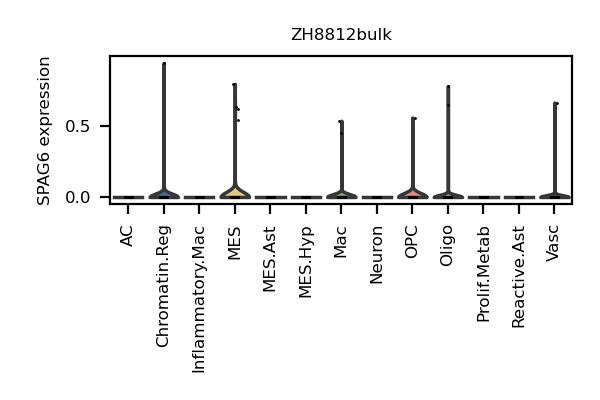 ZH8812bulk
SPAG6 expression
0.5
0.0
AC
Chromatin.Reg
Inflammatory.Mac
MES
MES.Ast
MES.Hyp
Mac
Neuron
OPC
Oligo
Prolif.Metab
Reactive.Ast
Vasc